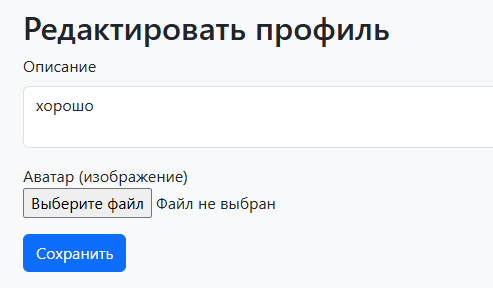 Редактировать профиль
Описание
хорошо
Аватар (изображение)
Выберите файл Файл не выбран
Сохранить